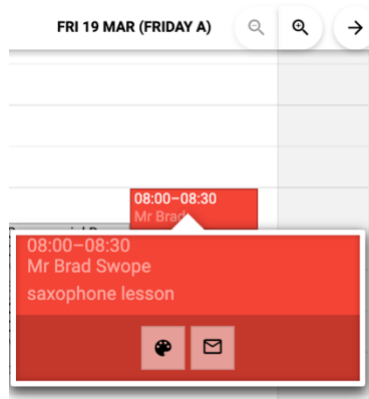 FRI 19 MAR (FRIDAY A)
08:00–08:30
Mr Brad
08:00–08:30
Mr Brad Swope
saxophone lesson